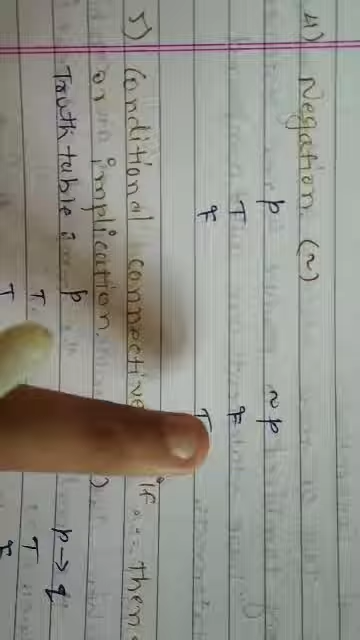 4) Negation (~)
p ~p
T F
F T
5) Conditional connective if... then
or implication.
Truth table : p p → q
T T
T F